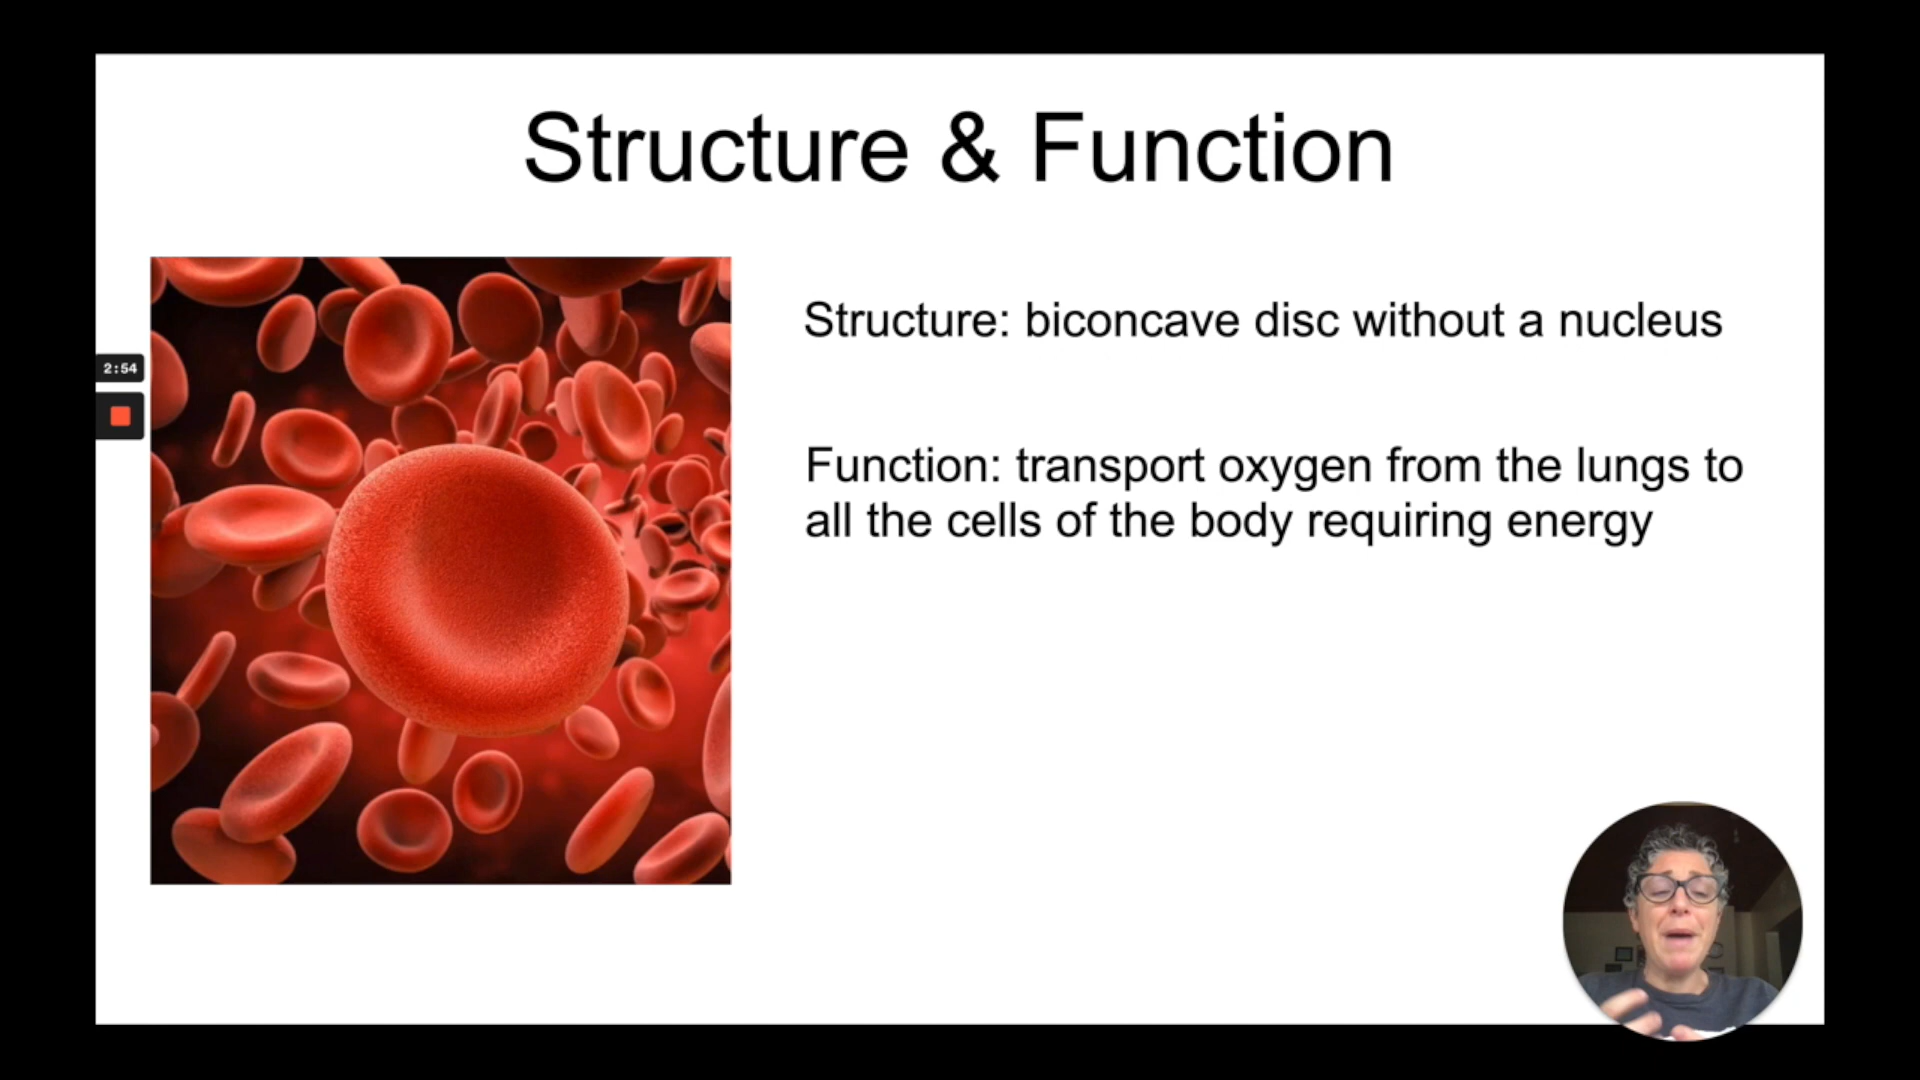 Structure & Function
Structure: biconcave disc without a nucleus
2:54
Function: transport oxygen from the lungs to
all the cells of the body requiring energy